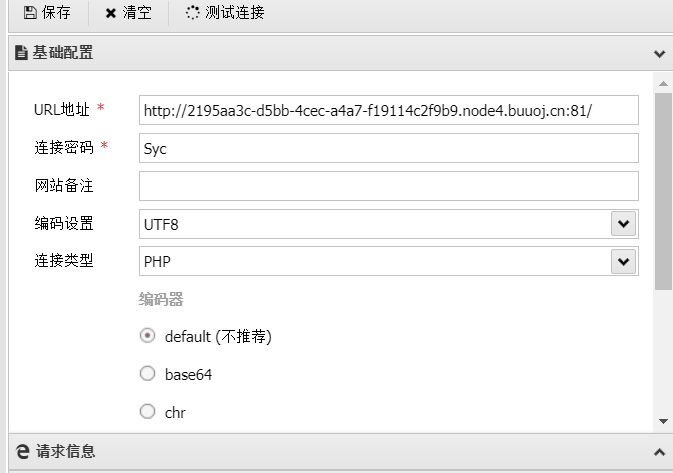 保存 清空 测试连接
基础配置
URL地址 * http://2195aa3c-d5bb-4cec-a4a7-f19114c2f9b9.node4.buuoj.cn:81/
连接密码 * Syc
网站备注
编码设置 UTF8
连接类型 PHP
编码器
default (不推荐)
base64
chr
请求信息